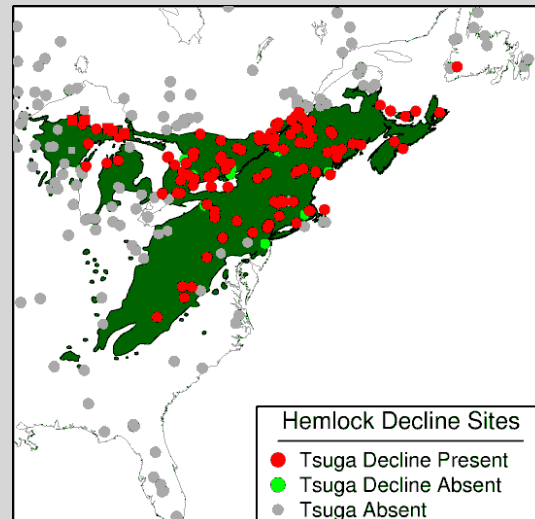 Hemlock Decline Sites
Tsuga Decline Present
Tsuga Decline Absent
Tsuga Absent